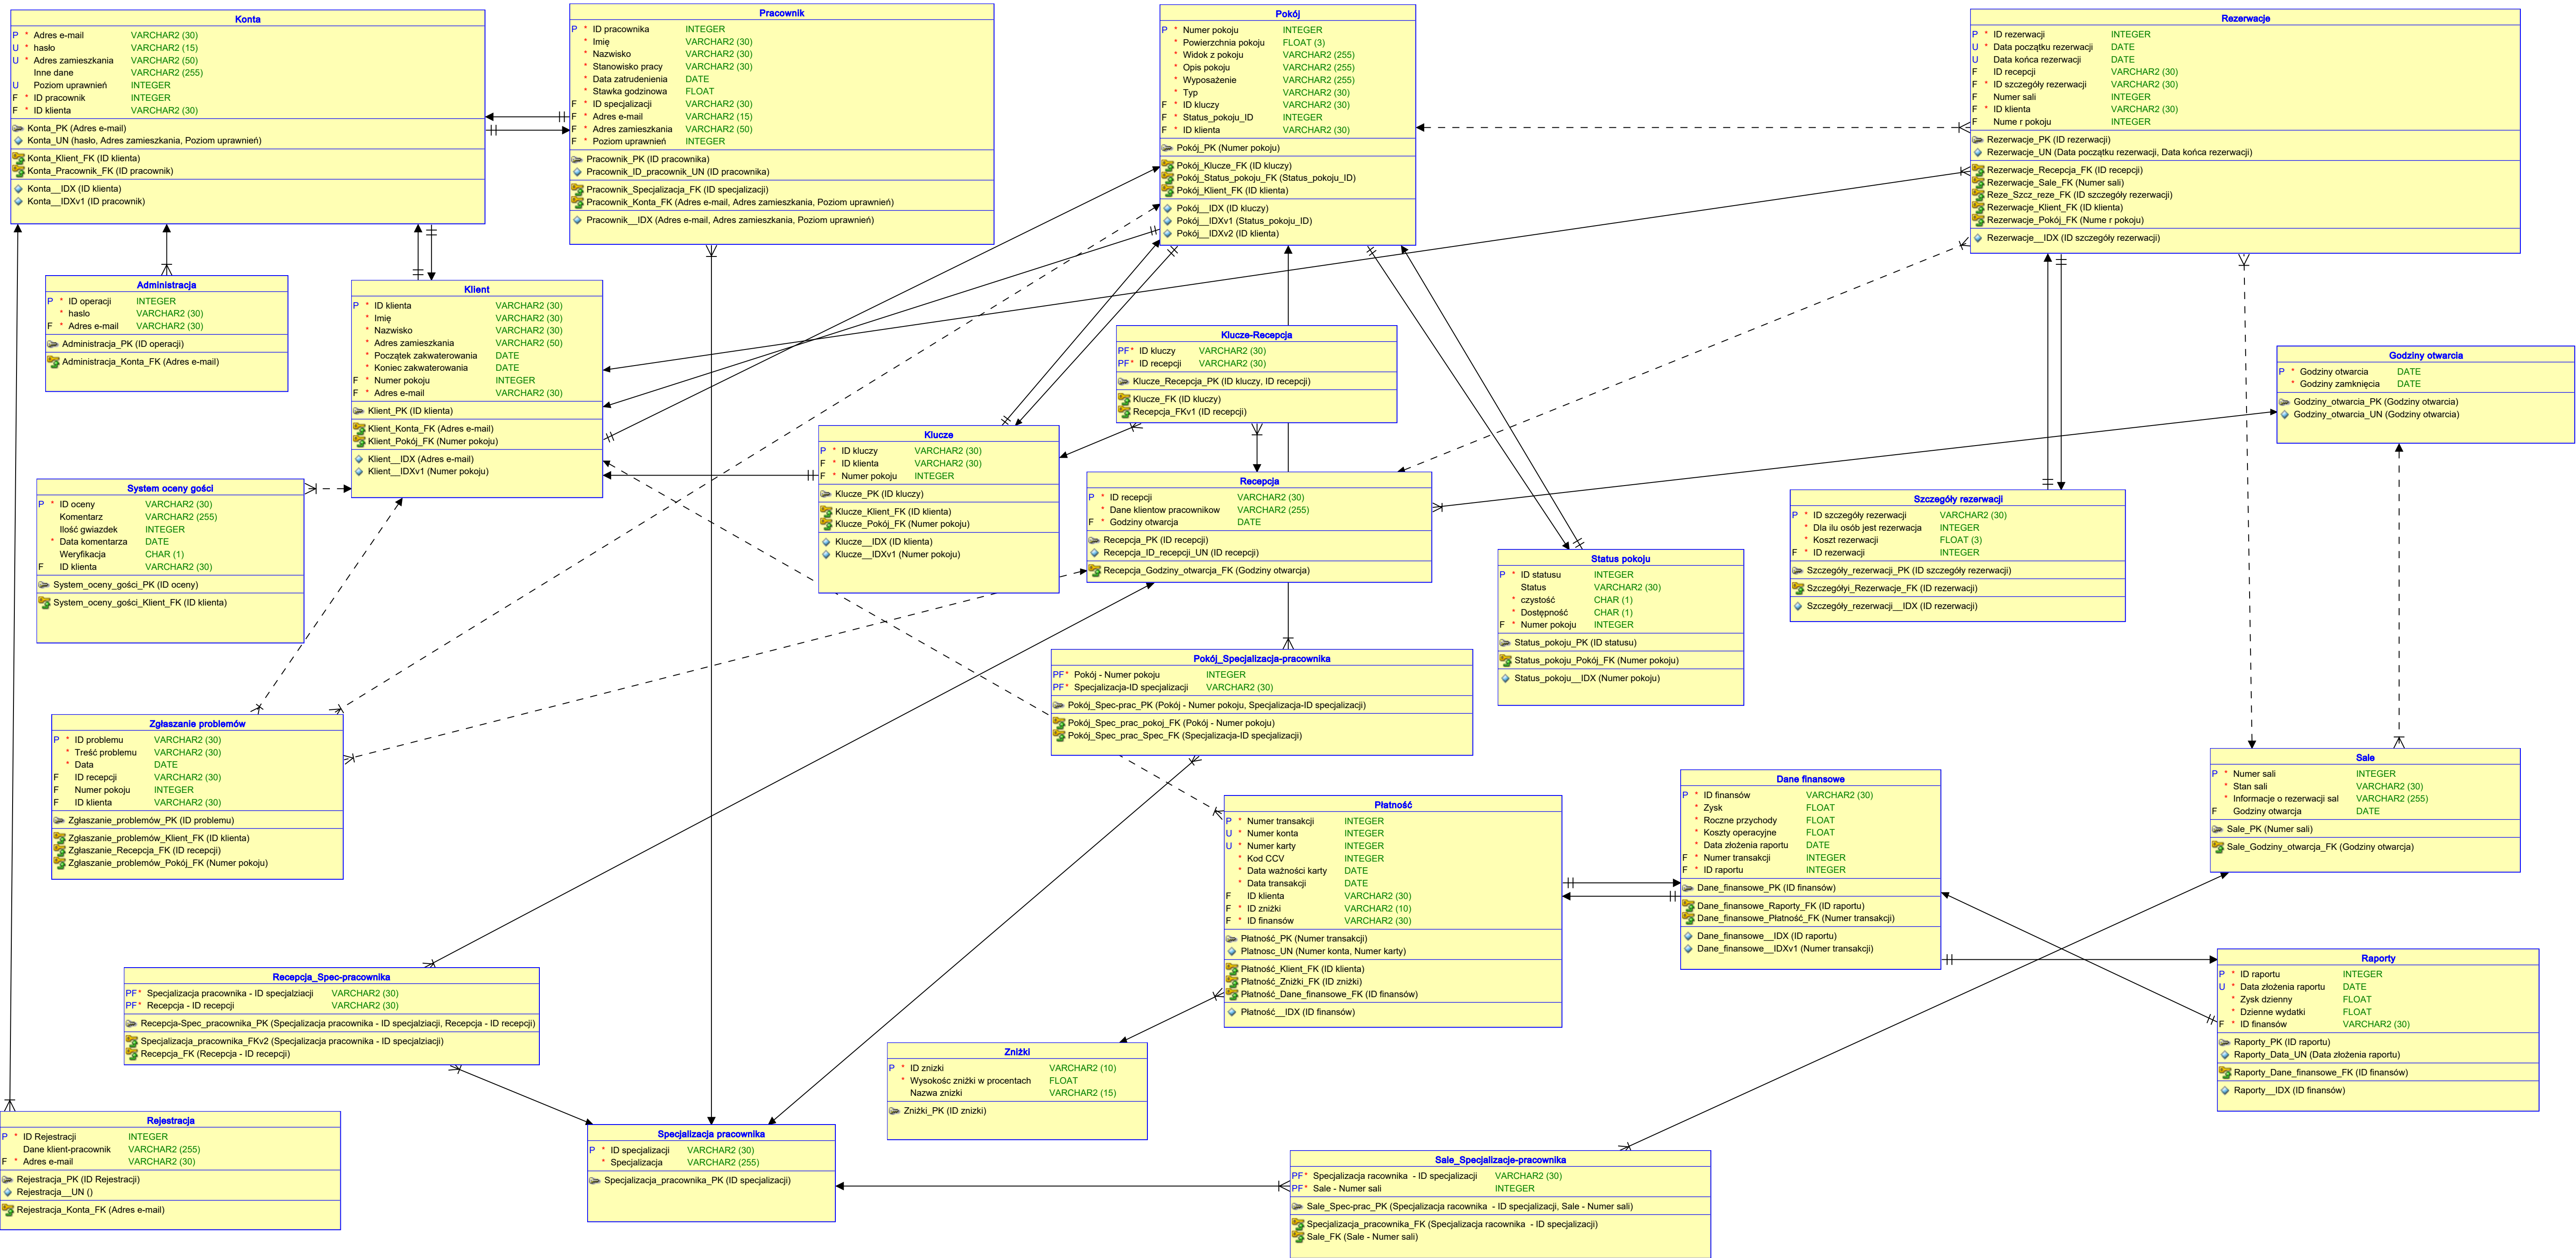 Konta
P * Adres e-mail VARCHAR2 (30)
U * hasło VARCHAR2 (15)
U * Adres zamieszkania VARCHAR2 (50)
Inne dane VARCHAR2 (255)
U Poziom uprawnień INTEGER
F * ID pracownik INTEGER
F * ID klienta VARCHAR2 (30)
Konta_PK (Adres e-mail)
Konta_UN (hasło, Adres zamieszkania, Poziom uprawnień)
Konta_Klient_FK (ID klienta)
Konta_Pracownik_FK (ID pracownik)
Konta__IDX (ID klienta)
Konta__IDXv1 (ID pracownik)
Pracownik
P * ID pracownika INTEGER
* Imię VARCHAR2 (30)
* Nazwisko VARCHAR2 (30)
* Stanowisko pracy VARCHAR2 (30)
* Data zatrudenienia DATE
* Stawka godzinowa FLOAT
F * ID specjalizacji VARCHAR2 (30)
F * Adres e-mail VARCHAR2 (15)
F * Adres zamieszkania VARCHAR2 (50)
F * Poziom uprawnień INTEGER
Pracownik_PK (ID pracownika)
Pracownik_ID_pracownik_UN (ID pracownika)
Pracownik_Specjalizacja_FK (ID specjalizacji)
Pracownik_Konta_FK (Adres e-mail, Adres zamieszkania, Poziom uprawnień)
Pracownik__IDX (Adres e-mail, Adres zamieszkania, Poziom uprawnień)
Pokój
P * Numer pokoju INTEGER
* Powierzchnia pokoju FLOAT (3)
* Widok z pokoju VARCHAR2 (255)
* Opis pokoju VARCHAR2 (255)
* Wyposażenie VARCHAR2 (255)
* Typ VARCHAR2 (30)
F * ID kluczy VARCHAR2 (30)
F * Status_pokoju_ID INTEGER
F * ID klienta VARCHAR2 (30)
Pokój_PK (Numer pokoju)
Pokój_Klucze_FK (ID kluczy)
Pokój_Status_pokoju_FK (Status_pokoju_ID)
Pokój_Klient_FK (ID klienta)
Pokój__IDX (ID kluczy)
Pokój__IDXv1 (Status_pokoju_ID)
Pokój__IDXv2 (ID klienta)
Rezerwacje
P * ID rezerwacji INTEGER
U * Data początku rezerwacji DATE
U Data końca rezerwacji DATE
F ID recepcji VARCHAR2 (30)
F * ID szczegóły rezerwacji VARCHAR2 (30)
F Numer sali INTEGER
F * ID klienta VARCHAR2 (30)
F Nume r pokoju INTEGER
Rezerwacje_PK (ID rezerwacji)
Rezerwacje_UN (Data początku rezerwacji, Data końca rezerwacji)
Rezerwacje_Recepcja_FK (ID recepcji)
Rezerwacje_Sale_FK (Numer sali)
Reze_Szcz_reze_FK (ID szczegóły rezerwacji)
Rezerwacje_Klient_FK (ID klienta)
Rezerwacje_Pokój_FK (Nume r pokoju)
Rezerwacje__IDX (ID szczegóły rezerwacji)
Administracja
P * ID operacji INTEGER
* haslo VARCHAR2 (30)
F * Adres e-mail VARCHAR2 (30)
Administracja_PK (ID operacji)
Administracja_Konta_FK (Adres e-mail)
Klient
P * ID klienta VARCHAR2 (30)
* Imię VARCHAR2 (30)
* Nazwisko VARCHAR2 (30)
* Adres zamieszkania VARCHAR2 (50)
* Początek zakwaterowania DATE
* Koniec zakwaterowania DATE
F * Numer pokoju INTEGER
F * Adres e-mail VARCHAR2 (30)
Klient_PK (ID klienta)
Klient_Konta_FK (Adres e-mail)
Klient_Pokój_FK (Numer pokoju)
Klient__IDX (Adres e-mail)
Klient__IDXv1 (Numer pokoju)
Klucze-Recepcja
PF* ID kluczy VARCHAR2 (30)
PF* ID recepcji VARCHAR2 (30)
Klucze_Recepcja_PK (ID kluczy, ID recepcji)
Klucze_FK (ID kluczy)
Recepcja_FKv1 (ID recepcji)
Godziny otwarcia
P * Godziny otwarcia DATE
* Godziny zamknięcia DATE
Godziny_otwarcia_PK (Godziny otwarcia)
Godziny_otwarcia_UN (Godziny otwarcia)
Klucze
P * ID kluczy VARCHAR2 (30)
F * ID klienta VARCHAR2 (30)
F * Numer pokoju INTEGER
Klucze_PK (ID kluczy)
Klucze_Klient_FK (ID klienta)
Klucze_Pokój_FK (Numer pokoju)
Klucze__IDX (ID klienta)
Klucze__IDXv1 (Numer pokoju)
Recepcja
P * ID recepcji VARCHAR2 (30)
* Dane klientow pracownikow VARCHAR2 (255)
F * Godziny otwarcja DATE
Recepcja_PK (ID recepcji)
Recepcja_ID_recepcji_UN (ID recepcji)
Recepcja_Godziny_otwarcja_FK (Godziny otwarcja)
System oceny gości
P * ID oceny VARCHAR2 (30)
Komentarz VARCHAR2 (255)
Ilość gwiazdek INTEGER
* Data komentarza DATE
Weryfikacja CHAR (1)
F ID klienta VARCHAR2 (30)
System_oceny_gości_PK (ID oceny)
System_oceny_gości_Klient_FK (ID klienta)
Szczegóły rezerwacji
P * ID szczegóły rezerwacji VARCHAR2 (30)
* Dla ilu osób jest rezerwacja INTEGER
* Koszt rezerwacji FLOAT (3)
F * ID rezerwacji INTEGER
Szczegóły_rezerwacji_PK (ID szczegóły rezerwacji)
Szczegółyi_Rezerwacje_FK (ID rezerwacji)
Szczegóły_rezerwacji__IDX (ID rezerwacji)
Status pokoju
P * ID statusu INTEGER
Status VARCHAR2 (30)
* czystość CHAR (1)
* Dostępność CHAR (1)
F * Numer pokoju INTEGER
Status_pokoju_PK (ID statusu)
Status_pokoju_Pokój_FK (Numer pokoju)
Status_pokoju__IDX (Numer pokoju)
Pokój_Specjalizacja-pracownika
PF* Pokój - Numer pokoju INTEGER
PF* Specjalizacja-ID specjalizacji VARCHAR2 (30)
Pokój_Spec-prac_PK (Pokój - Numer pokoju, Specjalizacja-ID specjalizacji)
Pokój_Spec_prac_pokoj_FK (Pokój - Numer pokoju)
Pokój_Spec_prac_Spec_FK (Specjalizacja-ID specjalizacji)
Zgłaszanie problemów
P * ID problemu VARCHAR2 (30)
* Treść problemu VARCHAR2 (30)
* Data DATE
F ID recepcji VARCHAR2 (30)
F Numer pokoju INTEGER
F ID klienta VARCHAR2 (30)
Zgłaszanie_problemów_PK (ID problemu)
Zgłaszanie_problemów_Klient_FK (ID klienta)
Zgłaszanie_Recepcja_FK (ID recepcji)
Zgłaszanie_problemów_Pokój_FK (Numer pokoju)
Płatność
P * Numer transakcji INTEGER
U * Numer konta INTEGER
U * Numer karty INTEGER
* Kod CCV INTEGER
* Data ważności karty DATE
* Data transakcji DATE
F ID klienta VARCHAR2 (30)
F * ID zniżki VARCHAR2 (10)
F * ID finansów VARCHAR2 (30)
Płatność_PK (Numer transakcji)
Płatnosc_UN (Numer konta, Numer karty)
Płatność_Klient_FK (ID klienta)
Płatność_Zniżki_FK (ID zniżki)
Płatność_Dane_finansowe_FK (ID finansów)
Płatność__IDX (ID finansów)
Dane finansowe
P * ID finansów VARCHAR2 (30)
* Zysk FLOAT
* Roczne przychody FLOAT
* Koszty operacyjne FLOAT
* Data złożenia raportu DATE
F * Numer transakcji INTEGER
F * ID raportu INTEGER
Dane_finansowe_PK (ID finansów)
Dane_finansowe_Raporty_FK (ID raportu)
Dane_finansowe_Płatność_FK (Numer transakcji)
Dane_finansowe__IDX (ID raportu)
Dane_finansowe__IDXv1 (Numer transakcji)
Sale
P * Numer sali INTEGER
* Stan sali VARCHAR2 (30)
* Informacje o rezerwacji sal VARCHAR2 (255)
F Godziny otwarcja DATE
Sale_PK (Numer sali)
Sale_Godziny_otwarcja_FK (Godziny otwarcja)
Raporty
P * ID raportu INTEGER
U * Data złożenia raportu DATE
* Zysk dzienny FLOAT
* Dzienne wydatki FLOAT
F * ID finansów VARCHAR2 (30)
Raporty_PK (ID raportu)
Raporty_Data_UN (Data złożenia raportu)
Raporty_Dane_finansowe_FK (ID finansów)
Raporty__IDX (ID finansów)
Recepcja_Spec-pracownika
PF* Specjalizacja pracownika - ID specjalziacji VARCHAR2 (30)
PF* Recepcja - ID recepcji VARCHAR2 (30)
Recepcja-Spec_pracownika_PK (Specjalizacja pracownika - ID specjalziacji, Recepcja - ID recepcji)
Specjalizacja_pracownika_FKv2 (Specjalizacja pracownika - ID specjalziacji)
Recepcja_FK (Recepcja - ID recepcji)
Zniżki
P * ID znizki VARCHAR2 (10)
* Wysokośc zniżki w procentach FLOAT
Nazwa znizki VARCHAR2 (15)
Zniżki_PK (ID znizki)
Rejestracja
P * ID Rejestracji INTEGER
Dane klient-pracownik VARCHAR2 (255)
F * Adres e-mail VARCHAR2 (30)
Rejestracja_PK (ID Rejestracji)
Rejestracja__UN ()
Rejestracja_Konta_FK (Adres e-mail)
Specjalizacja pracownika
P * ID specjalizacji VARCHAR2 (30)
* Specjalizacja VARCHAR2 (255)
Specjalizacja_pracownika_PK (ID specjalizacji)
Sale_Specjalizacje-pracownika
PF* Specjalizacja racownika - ID specjalizacji VARCHAR2 (30)
PF* Sale - Numer sali INTEGER
Sale_Spec-prac_PK (Specjalizacja racownika - ID specjalizacji, Sale - Numer sali)
Specjalizacja_pracownika_FK (Specjalizacja racownika - ID specjalizacji)
Sale_FK (Sale - Numer sali)